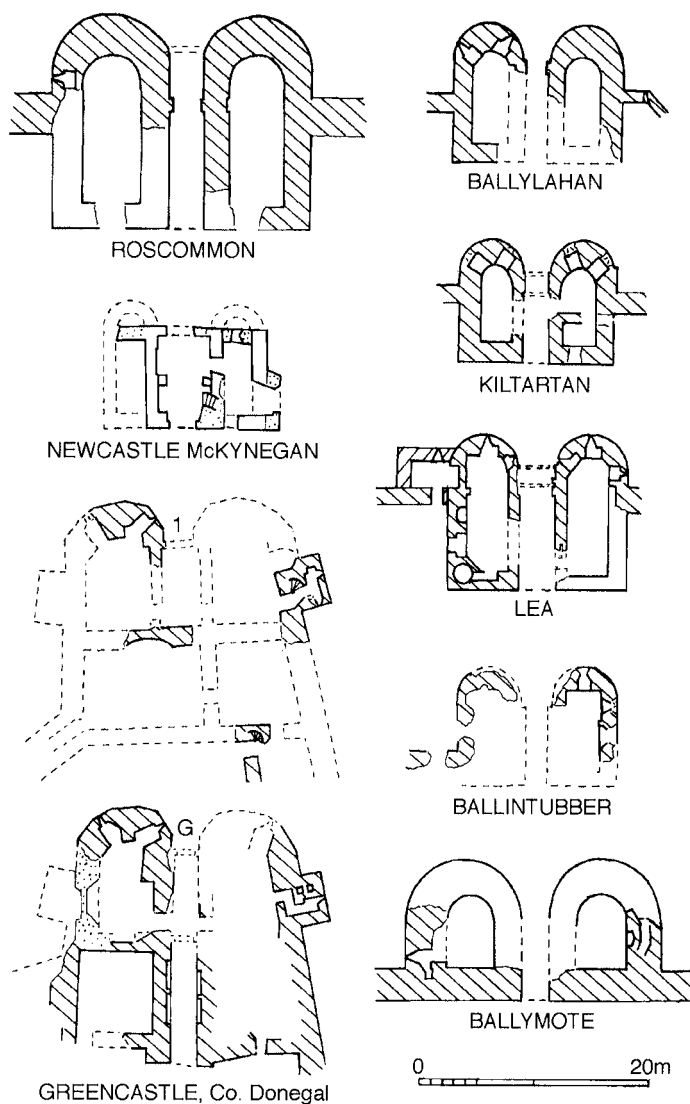 ROSCOMMON
NEWCASTLE McKYNEGAN
1
G
GREENCASTLE, Co. Donegal
BALLYLAHAN
KILTARTAN
LEA
BALLINTUBBER
BALLYMOTE
0 20m